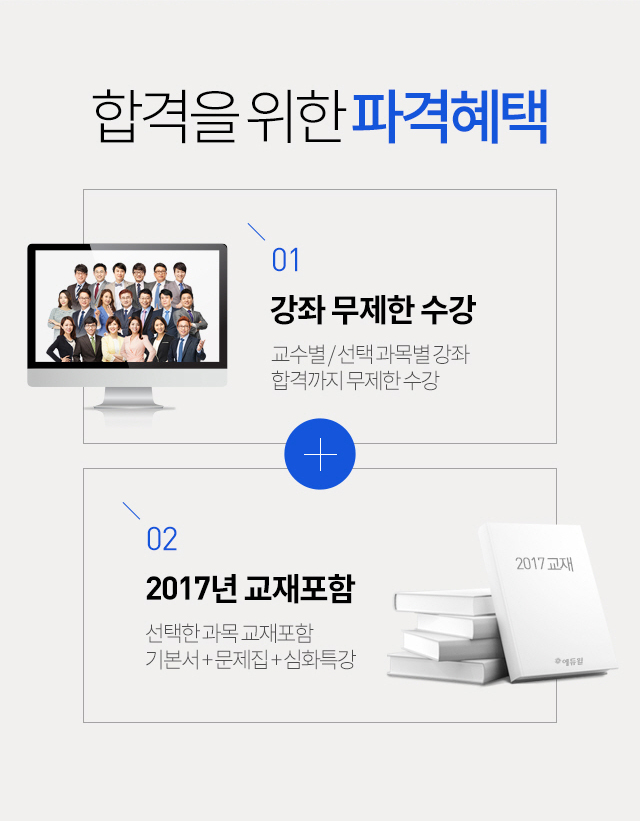 합격을 위한 파격혜택
01
강좌 무제한 수강
교수별 / 선택 과목별 강좌
합격까지 무제한 수강
02
2017년 교재포함
선택한 과목 교재포함
기본서 + 문제집 + 심화특강
2017 교재
에듀윌